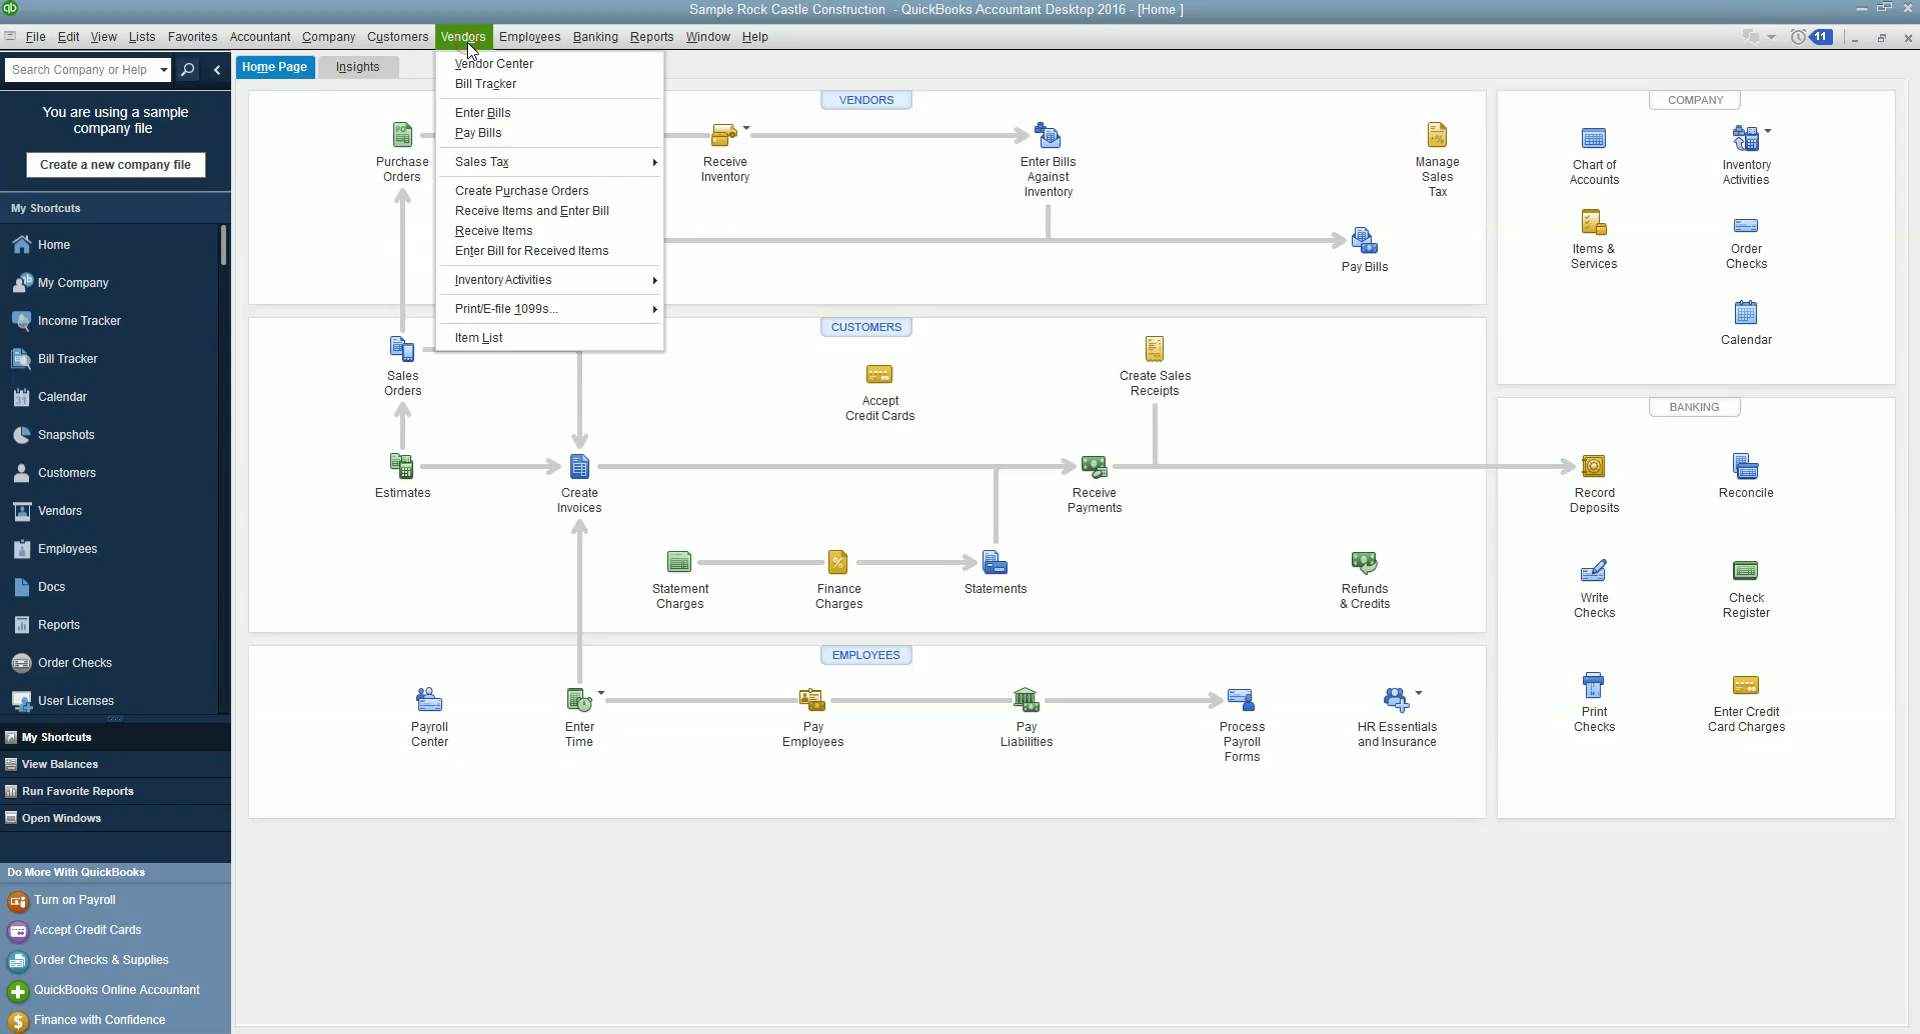 qb
Sample Rock Castle Construction - QuickBooks Accountant Desktop 2016 - [Home ]
File Edit View Lists Favorites Accountant Company Customers Vendors Employees Banking Reports Window Help
11
Search Company or Help
Home Page Insights
You are using a sample
company file
Create a new company file
My Shortcuts
Home
My Company
Income Tracker
Bill Tracker
Calendar
Snapshots
Customers
Vendors
Employees
Docs
Reports
Order Checks
User Licenses
My Shortcuts
View Balances
Run Favorite Reports
Open Windows
Do More With QuickBooks
Turn on Payroll
Accept Credit Cards
Order Checks & Supplies
QuickBooks Online Accountant
Finance with Confidence
Vendor Center
Bill Tracker
Enter Bills
Pay Bills
Sales Tax
Create Purchase Orders
Receive Items and Enter Bill
Receive Items
Enter Bill for Received Items
Inventory Activities
Print/E-file 1099s...
Item List
VENDORS
Purchase
Orders
Receive
Inventory
Enter Bills
Against
Inventory
Manage
Sales
Tax
Pay Bills
CUSTOMERS
Sales
Orders
Accept
Credit Cards
Create Sales
Receipts
Estimates
Create
Invoices
Receive
Payments
Statement
Charges
Finance
Charges
Statements
Refunds
& Credits
EMPLOYEES
Payroll
Center
Enter
Time
Pay
Employees
Pay
Liabilities
Process
Payroll
Forms
HR Essentials
and Insurance
COMPANY
Chart of
Accounts
Inventory
Activities
Items &
Services
Order
Checks
Calendar
BANKING
Record
Deposits
Reconcile
Write
Checks
Check
Register
Print
Checks
Enter Credit
Card Charges